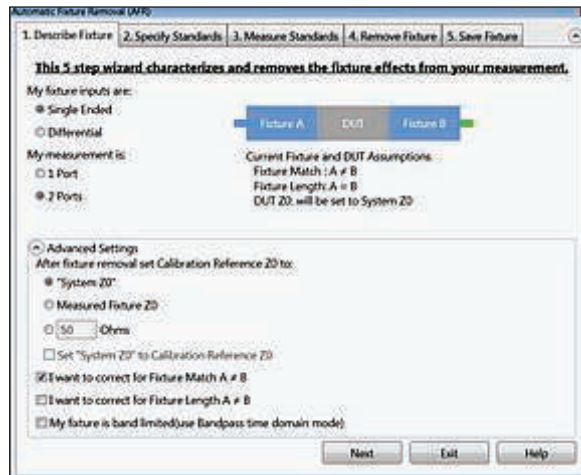 Automatic Fixture Removal (AFR)
1. Describe Fixture 2. Specify Standards 3. Measure Standards 4. Remove Fixture 5. Save Fixture
This 5 step wizard characterizes and removes the fixture effects from your measurement.
My fixture inputs are:
Single Ended
Differential
My measurement is:
1 Port
2 Ports
Fixture A DUT Fixture B
Current Fixture and DUT Assumptions
Fixture Match : A ≠ B
Fixture Length: A = B
DUT Z0: will be set to System Z0
Advanced Settings
After fixture removal set Calibration Reference Z0 to:
"System Z0"
Measured Fixture Z0
50 Ohms
Set "System Z0" to Calibration Reference Z0
I want to correct for Fixture Match A ≠ B
I want to correct for Fixture Length A ≠ B
My fixture is band limited(use Bandpass time domain mode)
Next Exit Help